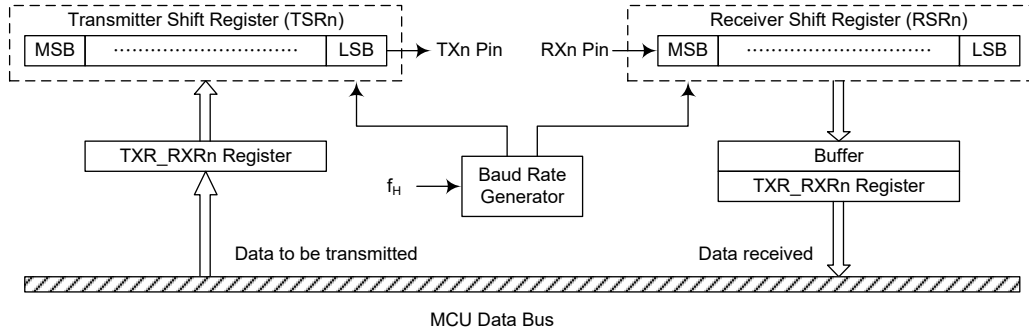 Transmitter Shift Register (TSRn)
Receiver Shift Register (RSRn)
MSB ................................ LSB
TXn Pin
RXn Pin
MSB ................................ LSB
TXR_RXRn Register
Baud Rate
Generator
fH
Buffer
TXR_RXRn Register
Data to be transmitted
Data received
MCU Data Bus